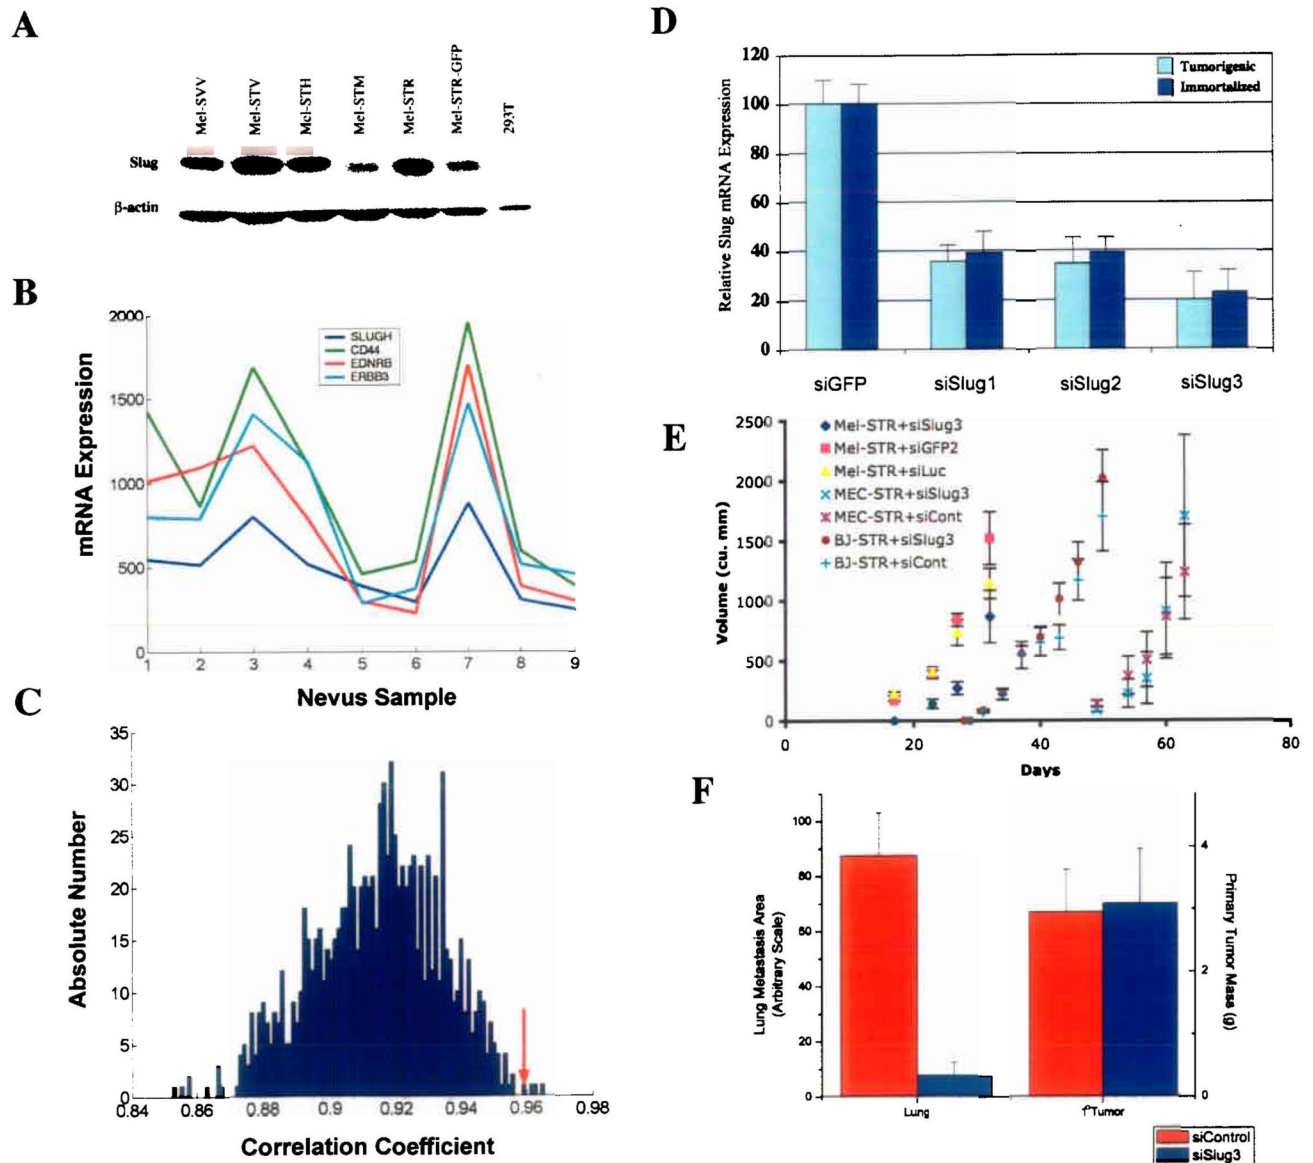 A
Mel-SVV
Mel-STV
Mel-STH
Mel-STM
Mel-STR
Mel-STR-GFP
293T
Slug
β-actin
B
mRNA Expression
2000
1500
1000
500
0
SLUGH
CD44
EDNRB
ERBB3
1 2 3 4 5 6 7 8 9
Nevus Sample
C
Absolute Number
35
30
25
20
15
10
5
0
0.84 0.86 0.88 0.9 0.92 0.94 0.96 0.98
Correlation Coefficient
D
Relative Slug mRNA Expression
120
100
80
60
40
20
0
Tumorigenic
Immortalized
siGFP siSlug1 siSlug2 siSlug3
E
Volume (cu. mm)
2500
2000
1500
1000
500
0
Mel-STR+siSlug3
Mel-STR+siGFP2
Mel-STR+siLuc
MEC-STR+siSlug3
MEC-STR+siCont
BJ-STR+siSlug3
BJ-STR+siCont
0 20 40 60 80
Days
F
Lung Metastasis Area
(Arbitrary Scale)
100
80
60
40
20
0
4
2
0
Primary Tumor Mass (g)
Lung 1°Tumor
siControl
siSlug3